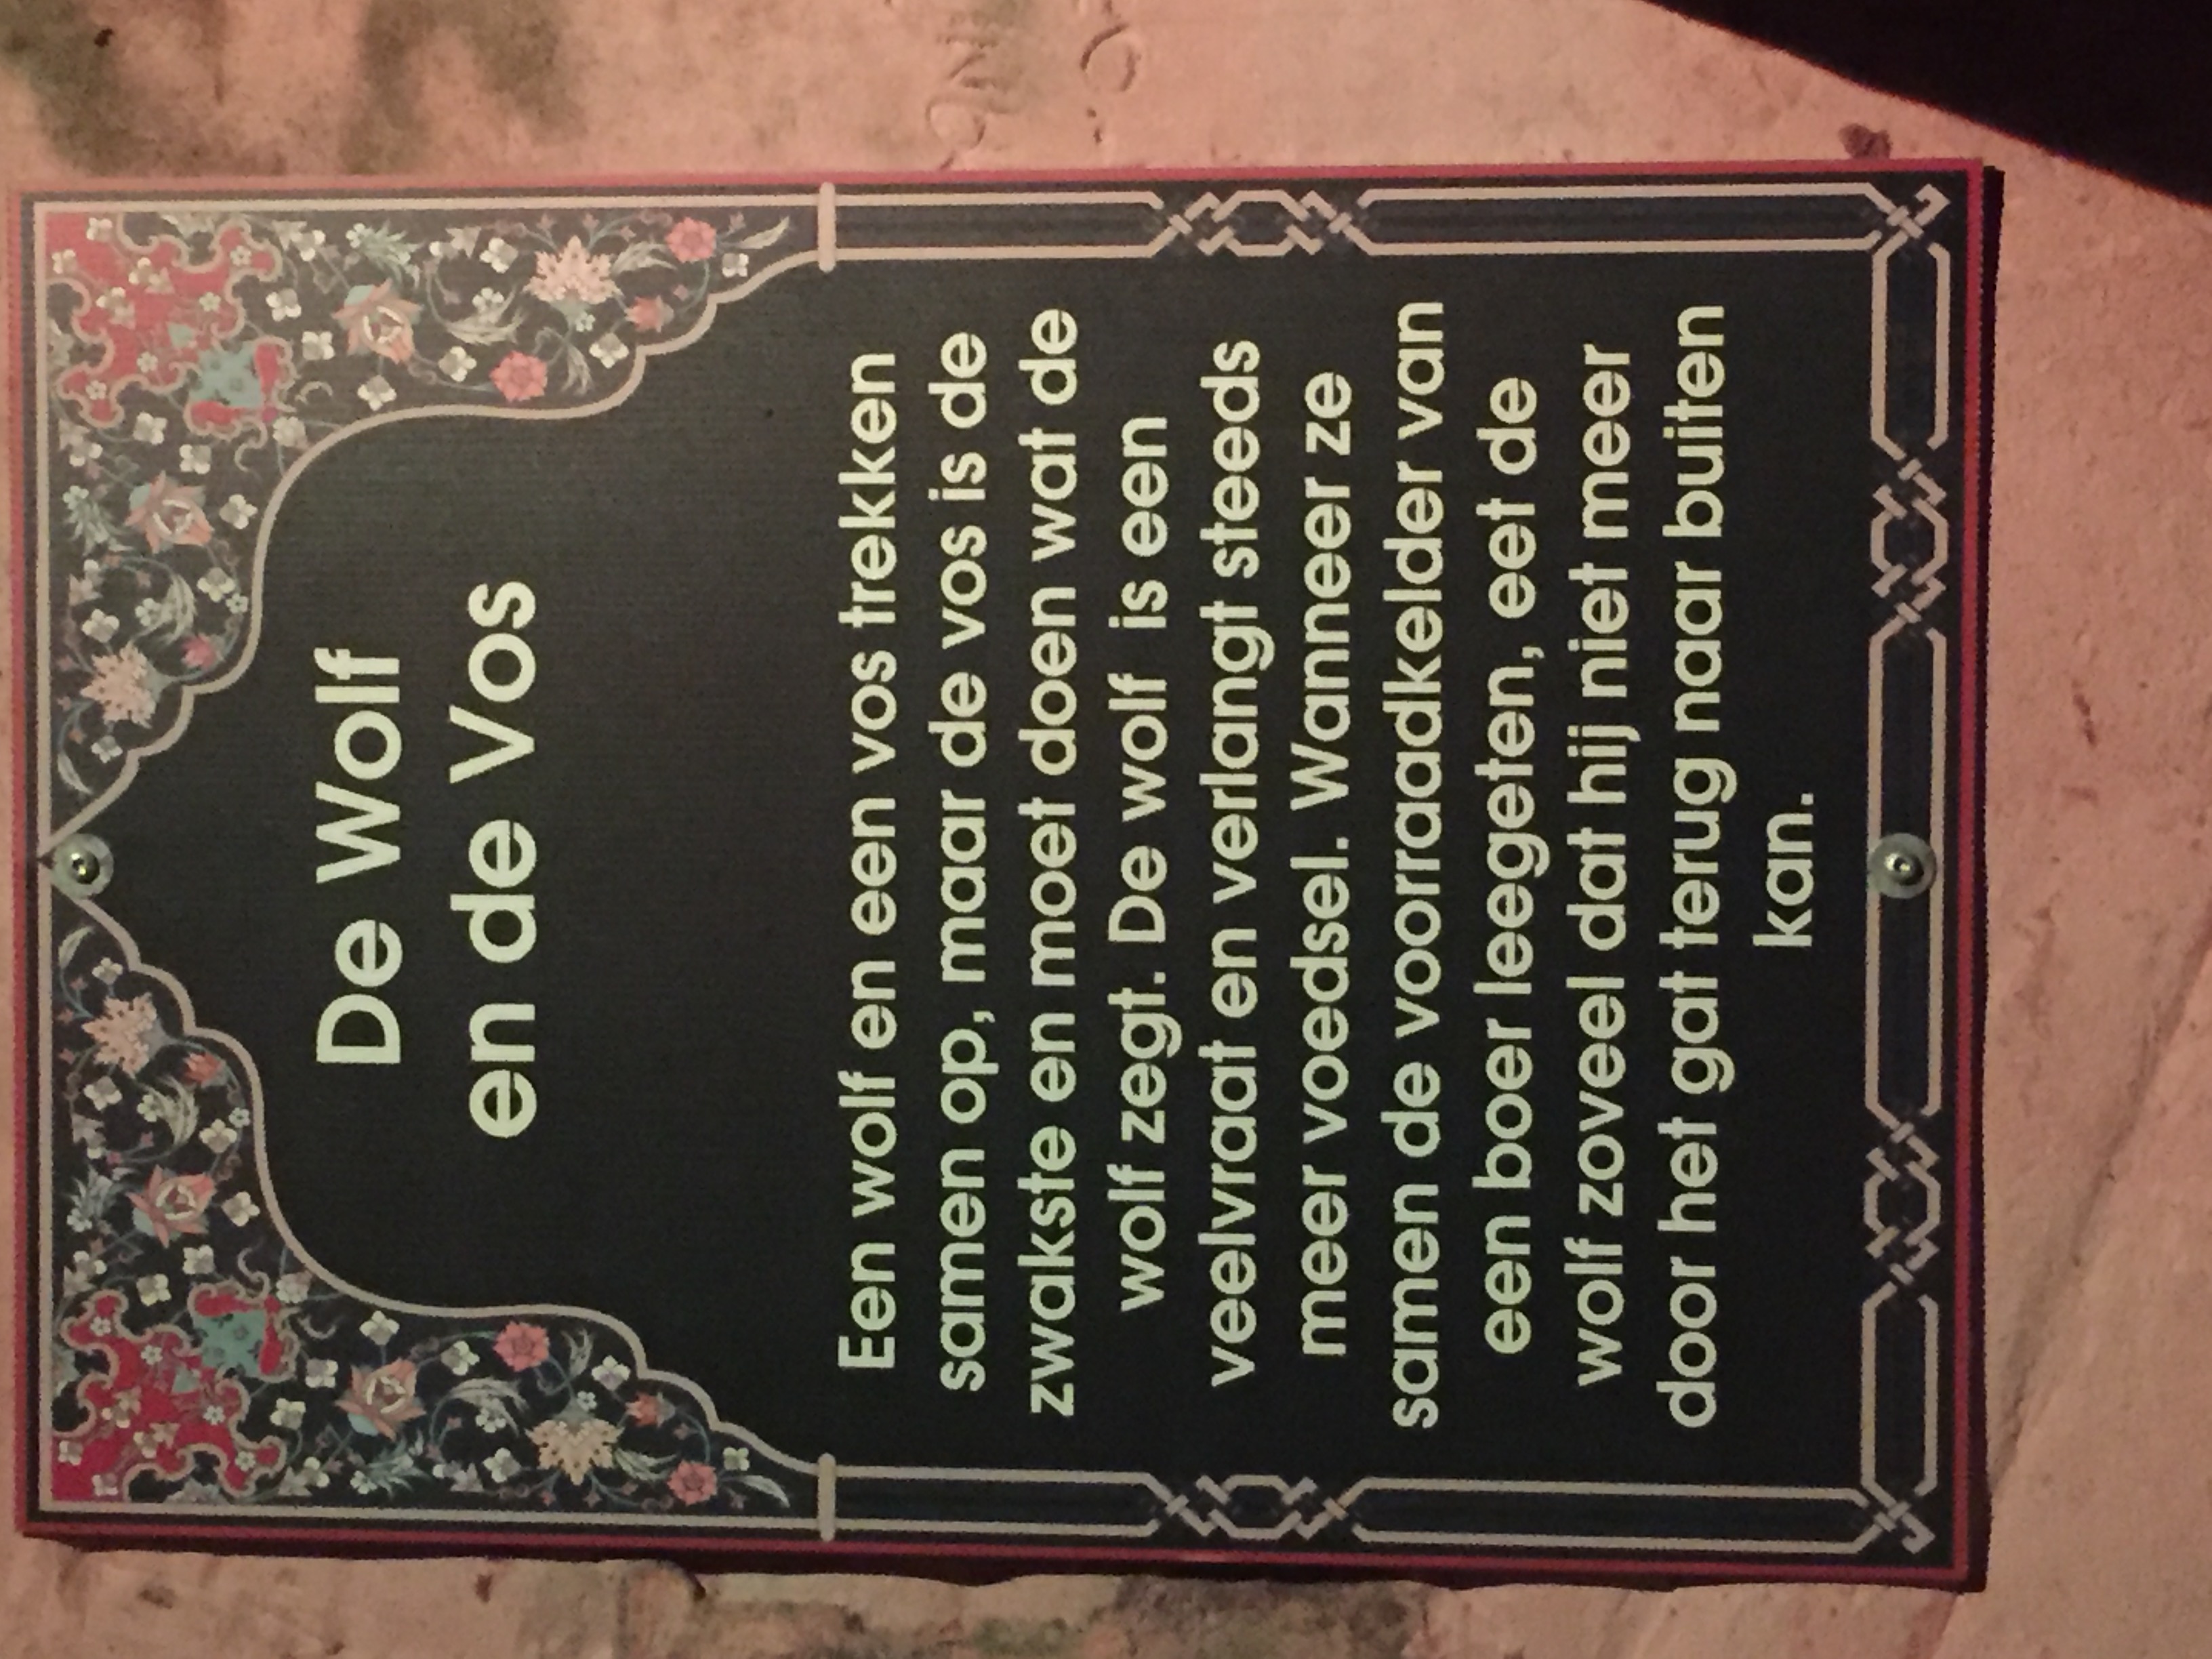 De Wolf
en de Vos
Een wolf en een vos trekken
samen op, maar de vos is de
zwakste en moet doen wat de
wolf zegt. De wolf  is een
veelvraat en verlangt steeds
meer voedsel. Wanneer ze
samen de voorraadkelder van
een boer leegeten, eet de
wolf zoveel dat hij niet meer
door het gat terug naar buiten
kan.